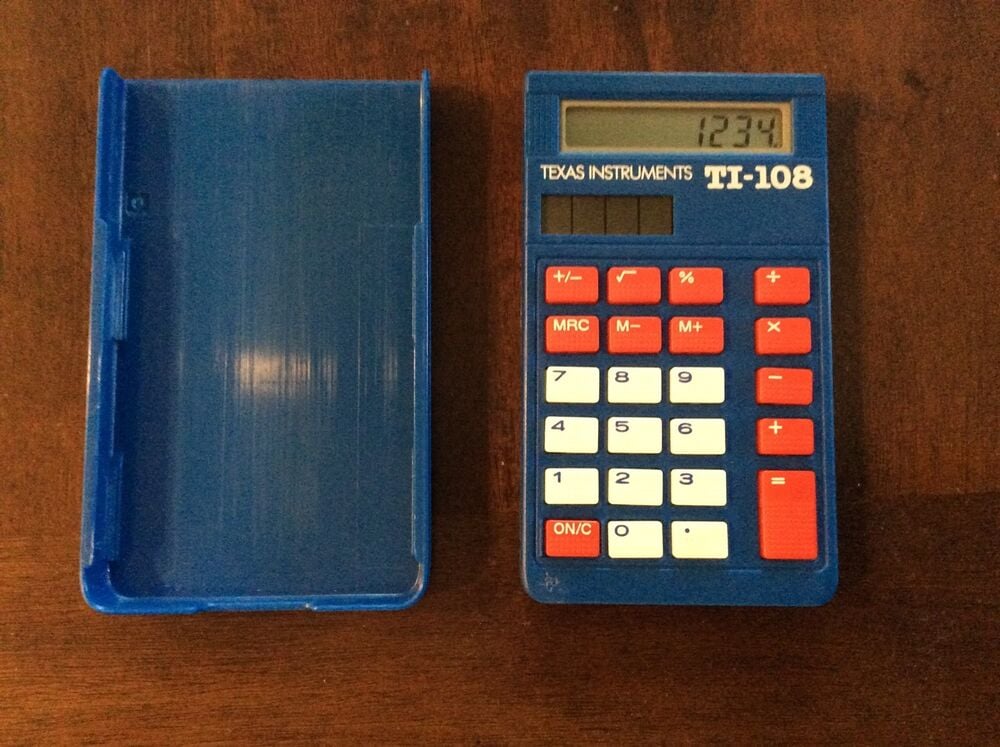 1234.
TEXAS INSTRUMENTS TI-108
+/− √ % ÷
MRC M− M+ ×
7 8 9 −
4 5 6 +
1 2 3 =
ON/C 0 .